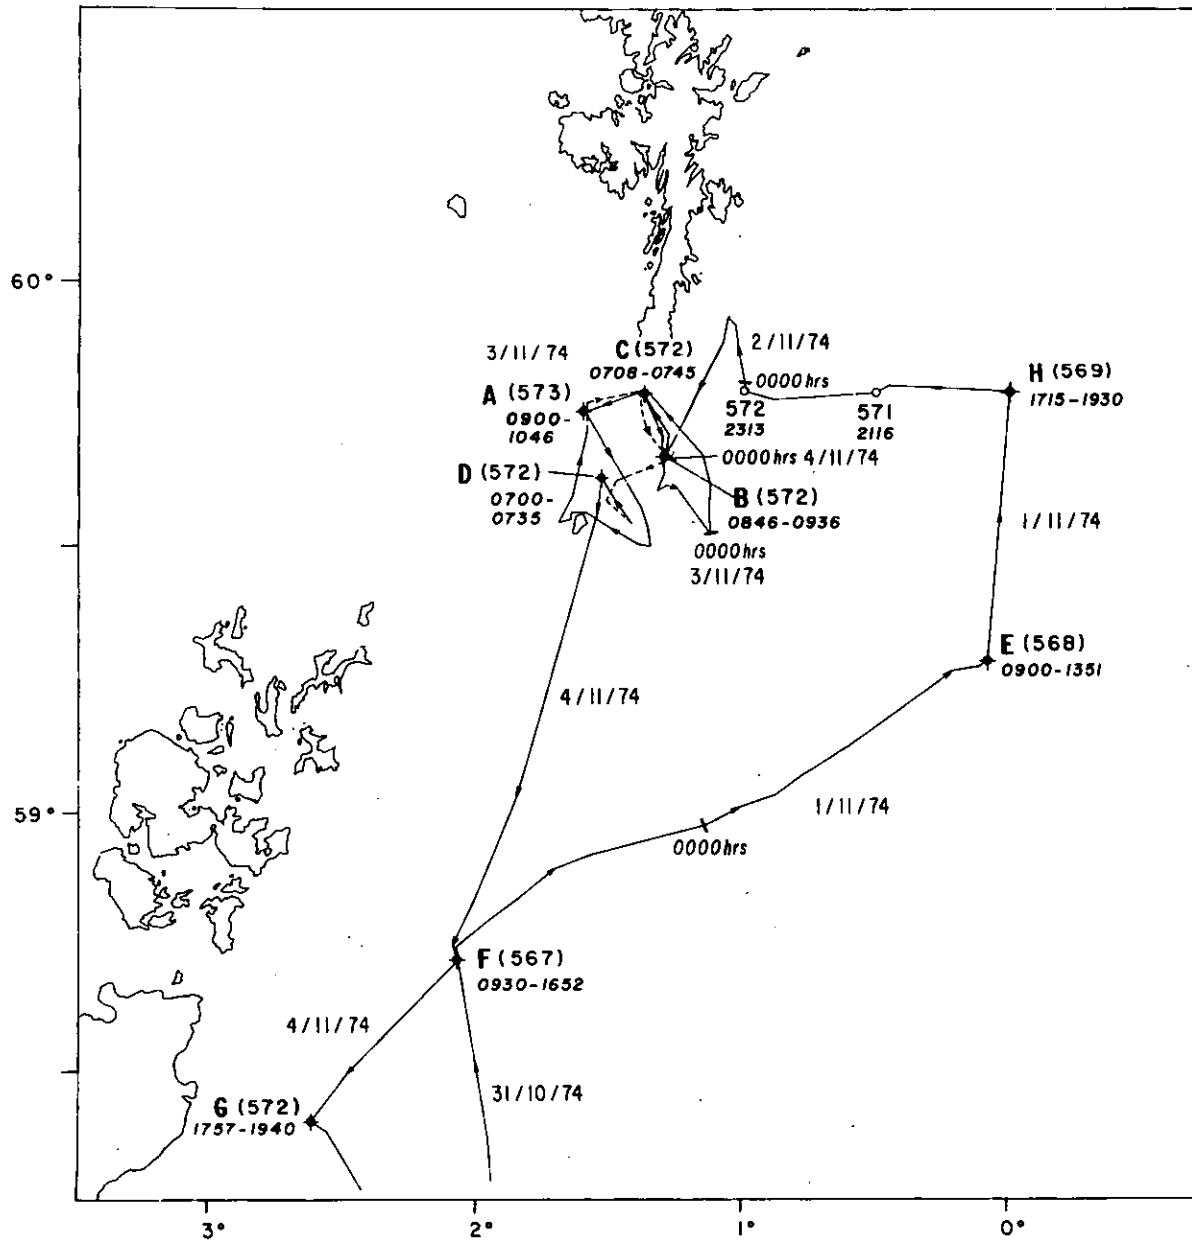 60°
3/11/74
C (572)
0708-0745
2/11/74
A (573)
0900-
1046
0000hrs
572
2313
571
2116
H (569)
1715-1930
D (572)
0700-
0735
0000hrs 4/11/74
B (572)
0846-0936
0000hrs
3/11/74
1/11/74
E (568)
0900-1351
4/11/74
59°
1/11/74
0000hrs
F (567)
0930-1652
4/11/74
31/10/74
G (572)
1757-1940
3° 2° 1° 0°